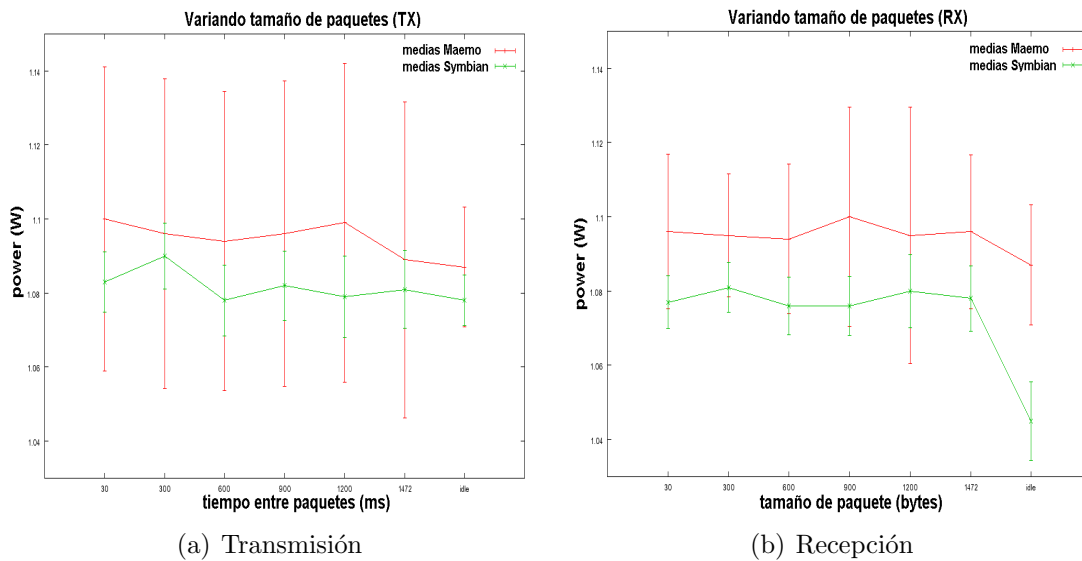 Variando tamaño de paquetes (TX)
medias Maemo
medias Symbian
1.14
1.12
1.1
1.08
1.06
1.04
power (W)
30 300 600 900 1200 1472 idle
tiempo entre paquetes (ms)
(a) Transmisión
Variando tamaño de paquetes (RX)
medias Maemo
medias Symbian
1.14
1.12
1.1
1.08
1.06
1.04
power (W)
30 300 600 900 1200 1472 idle
tamaño de paquete (bytes)
(b) Recepción